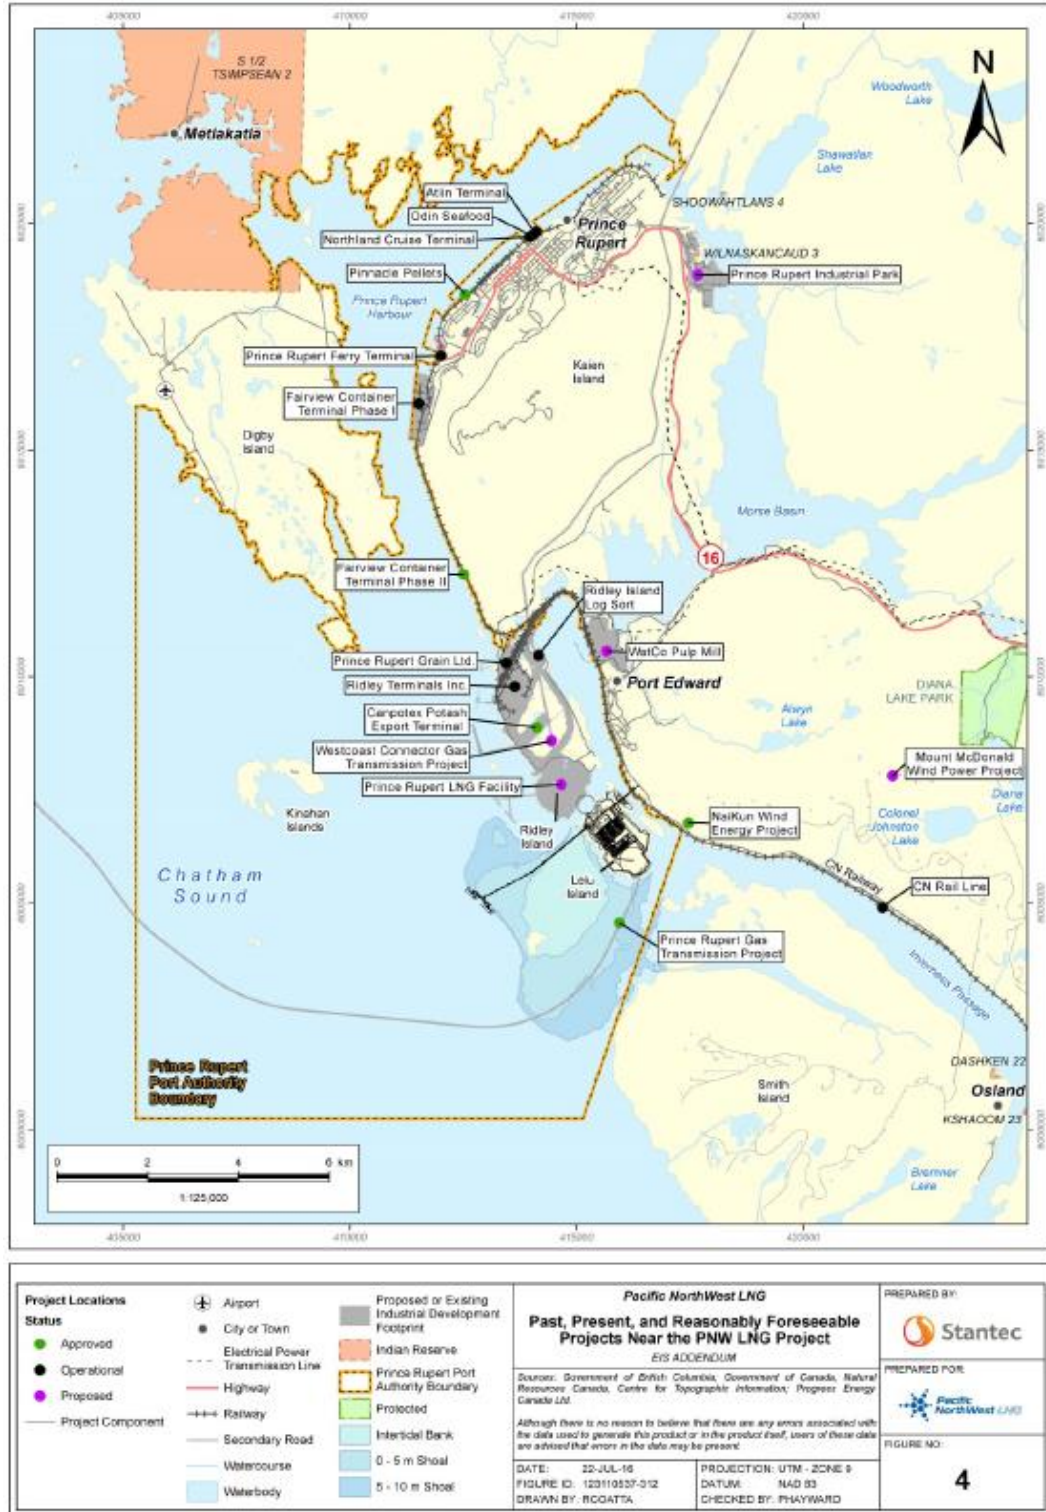 405000
410000
415000
420000
S 1/2
TSIMPSEAN 2
Metlakatla
N
Woodworth
Lake
Shawatlan
Lake
Atlin Terminal
SHOOWAHTLANS 4
Odin Seafood
Prince
Rupert
Northland Cruise Terminal
WILNASKANCAUD 3
Pinnacle Pellets
Prince Rupert Industrial Park
Prince Rupert
Harbour
Prince Rupert Ferry Terminal
Kaien
Island
Fairview Container
Terminal Phase I
Digby
Island
Morse Basin
16
Fairview Container
Terminal Phase II
Ridley Island
Log Sort
WatCo Pulp Mill
Prince Rupert Grain Ltd.
Ridley Terminals Inc.
Port Edward
DIANA
LAKE PARK
Canpotex Potash
Export Terminal
Alwyn
Lake
Westcoast Connector Gas
Transmission Project
Mount McDonald
Wind Power Project
Prince Rupert LNG Facility
Diana
Lake
Kinahan
Islands
Ridley
Island
NaiKun Wind
Energy Project
Colonel
Johnston
Lake
Chatham
Sound
Lelu
Island
CN Railway
CN Rail Line
Prince Rupert Gas
Transmission Project
Inverness Passage
Prince Rupert
Port Authority
Boundary
DASHKEN 22
Smith
Island
Osland
KSHAOOM 23
0 2 4 6 km
1:125,000
Bremner
Lake
405000
410000
415000
420000
Project Locations
Status
Approved
Operational
Proposed
Project Component
Airport
City or Town
Electrical Power
Transmission Line
Highway
Railway
Secondary Road
Watercourse
Waterbody
Proposed or Existing
Industrial Development
Footprint
Indian Reserve
Prince Rupert Port
Authority Boundary
Protected
Intertidal Bank
0 - 5 m Shoal
5 - 10 m Shoal
Pacific NorthWest LNG
Past, Present, and Reasonably Foreseeable
Projects Near the PNW LNG Project
EIS ADDENDUM
Sources: Government of British Columbia, Government of Canada, Natural
Resources Canada, Centre for Topographic Information; Progress Energy
Canada Ltd.
Although there is no reason to believe that there are any errors associated with
the data used to generate this product or in the product itself, users of these data
are advised that errors in the data may be present.
DATE: 22-JUL-16
FIGURE ID: 123110537-312
DRAWN BY: RCGATTA
PROJECTION: UTM - ZONE 9
DATUM: NAD 83
CHECKED BY: PHAYWARD
PREPARED BY:
Stantec
PREPARED FOR:
Pacific
NorthWest LNG
FIGURE NO:
4